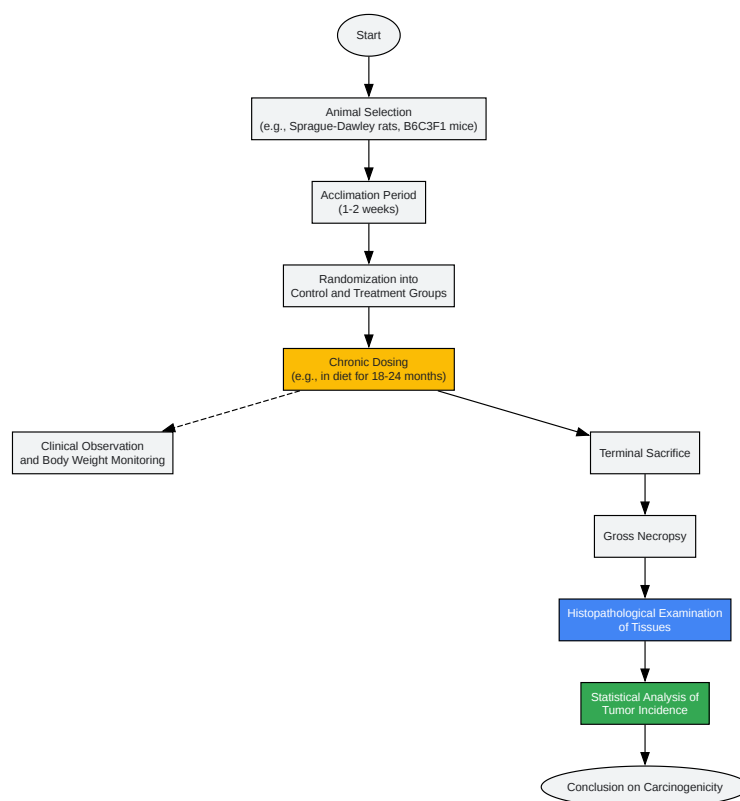 Start
Animal Selection
(e.g., Sprague-Dawley rats, B6C3F1 mice)
Acclimation Period
(1-2 weeks)
Randomization into
Control and Treatment Groups
Chronic Dosing
(e.g., in diet for 18-24 months)
Clinical Observation
and Body Weight Monitoring
Terminal Sacrifice
Gross Necropsy
Histopathological Examination
of Tissues
Statistical Analysis of
Tumor Incidence
Conclusion on Carcinogenicity